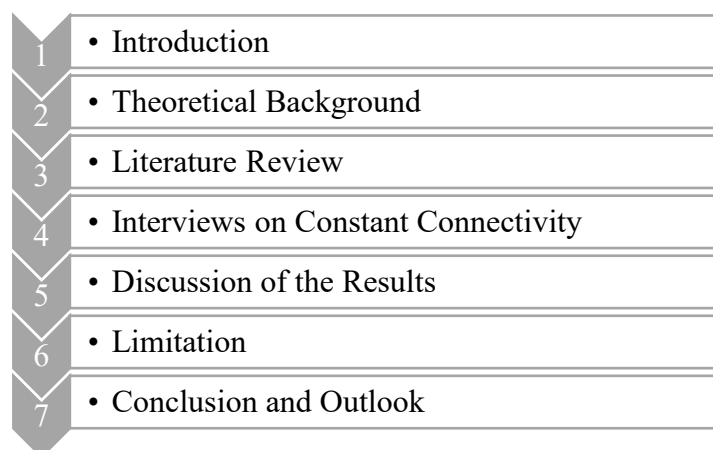 1 • Introduction
2 • Theoretical Background
3 • Literature Review
4 • Interviews on Constant Connectivity
5 • Discussion of the Results
6 • Limitation
7 • Conclusion and Outlook